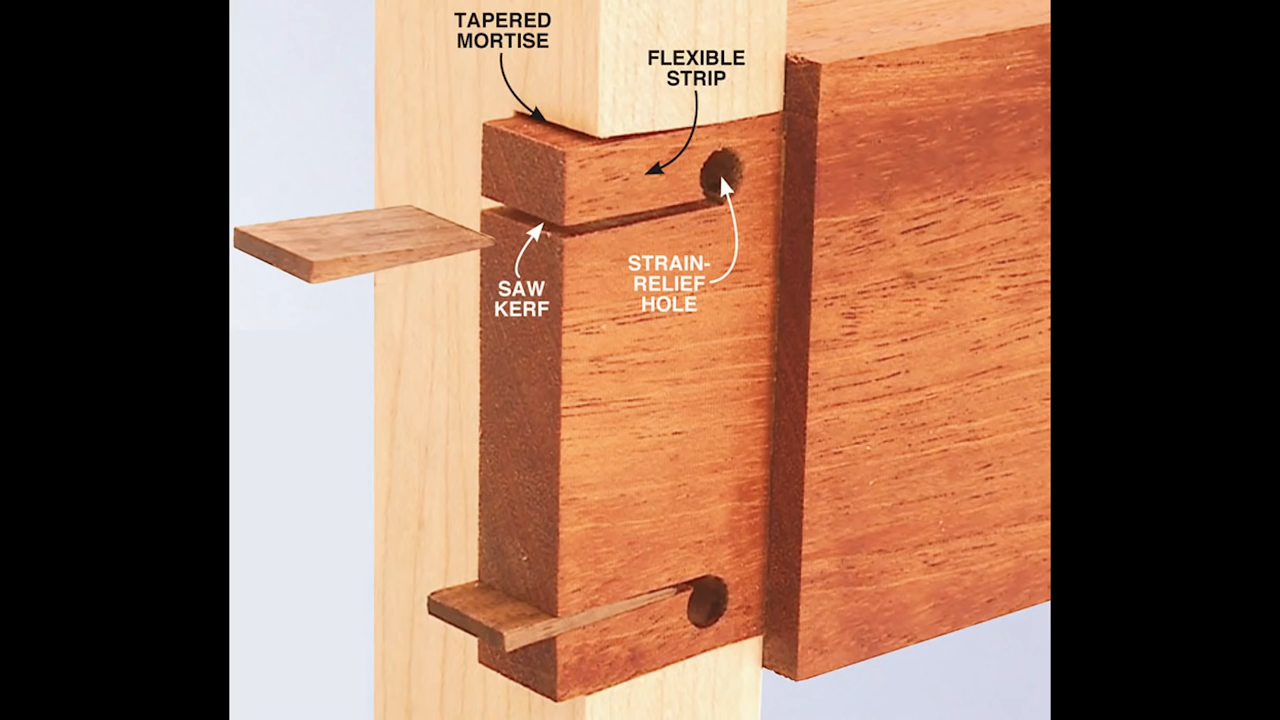 TAPERED
MORTISE
FLEXIBLE
STRIP
SAW
KERF
STRAIN-
RELIEF
HOLE